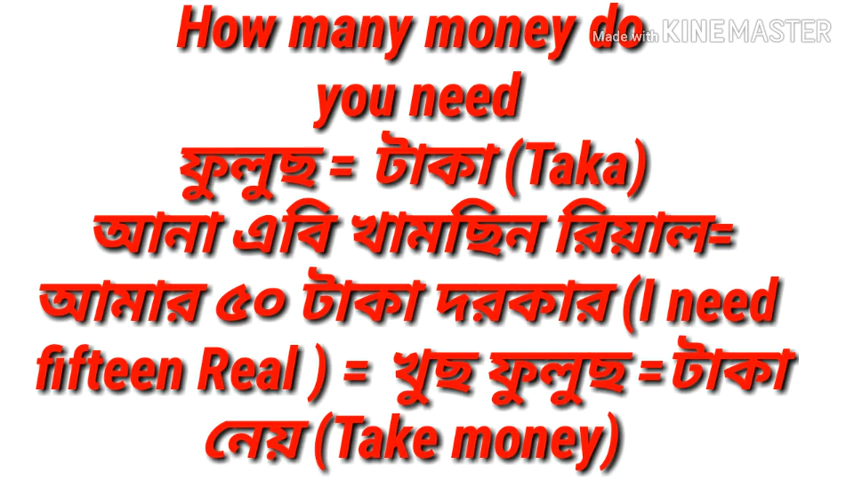 How many money do
Made with KINEMASTER
you need
ফুলুছ = টাকা (Taka)
আনা এবি খামছিন রিয়াল=
আমার ৫০ টাকা দরকার (I need
fifteen Real ) = খুছ ফুলুছ =টাকা
নেয় (Take money)